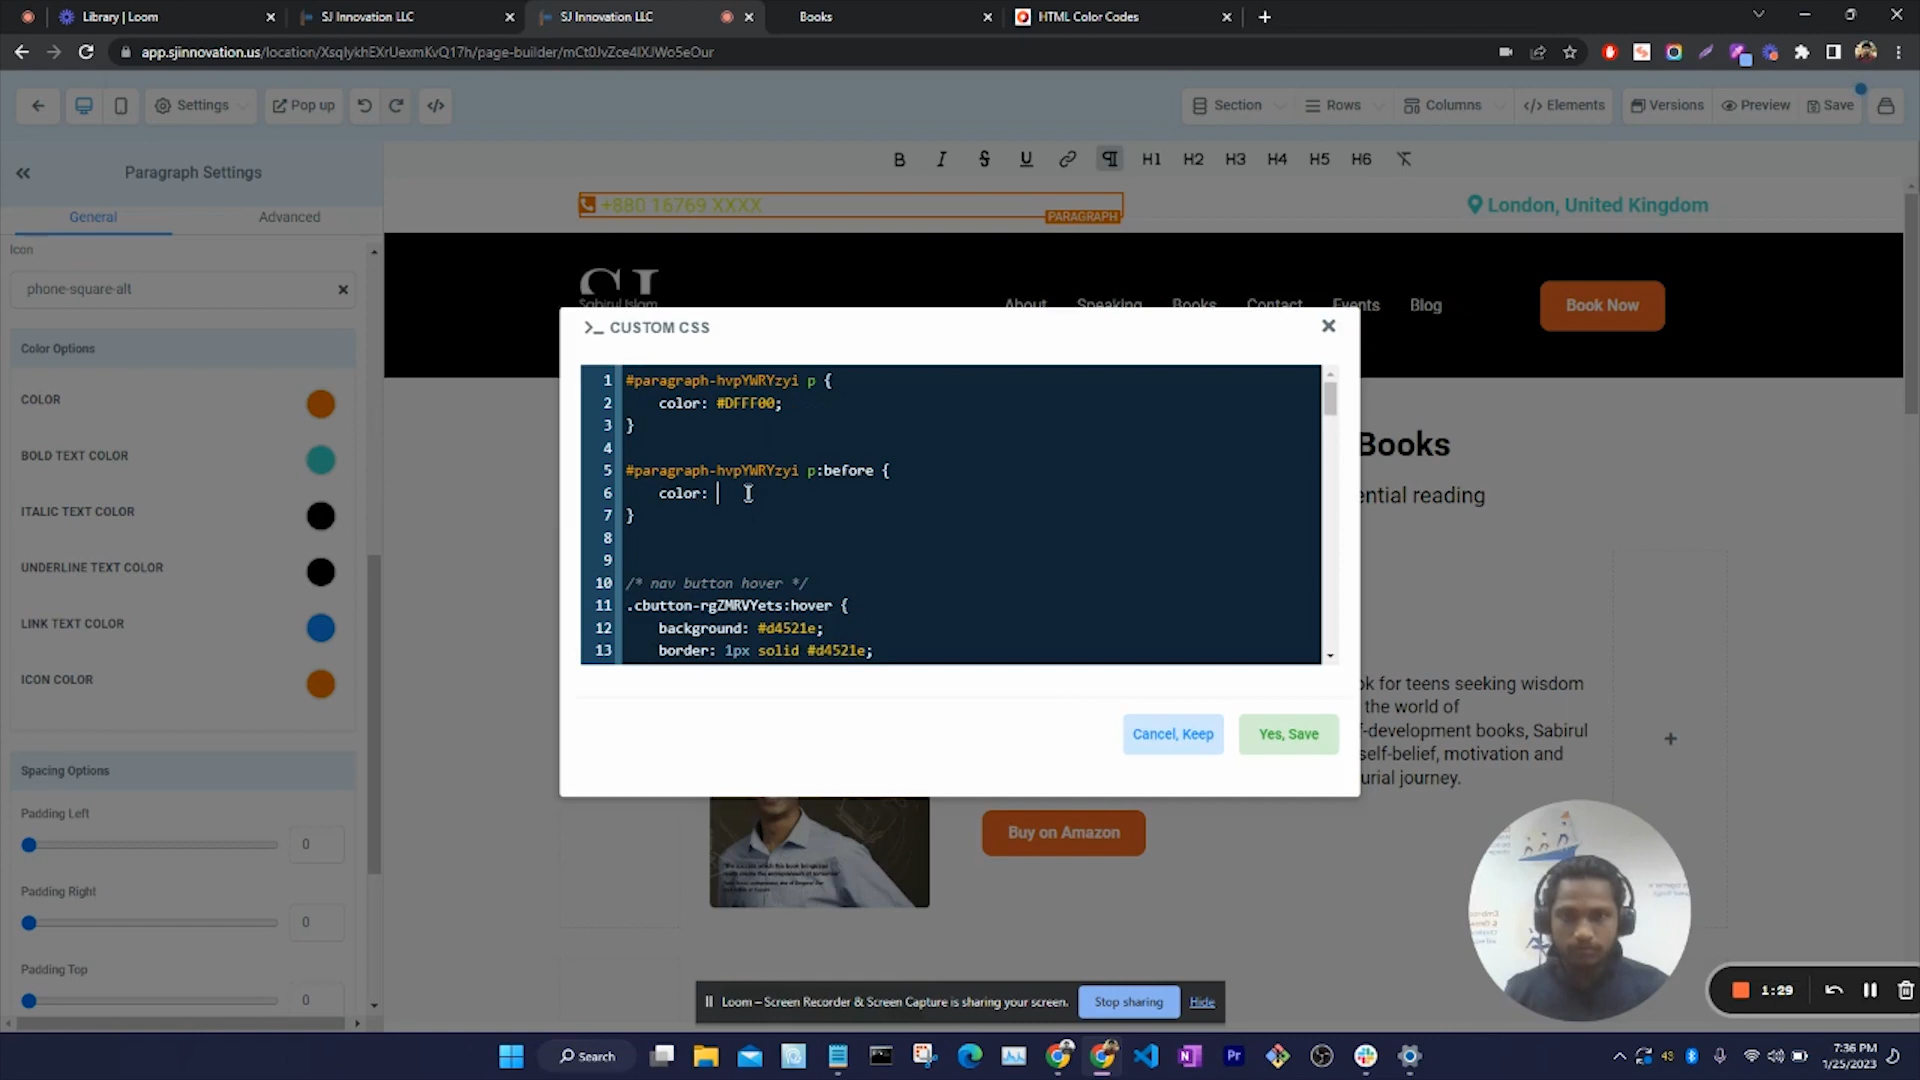 Library | Loom
SJ Innovation LLC
SJ Innovation LLC
Books
HTML Color Codes
app.sjinnovation.us/location/XsqIykhEXrUexmKvQ17h/page-builder/mCt0JvZce4lXJWo5eOur
Settings
Pop up
Section
Rows
Columns
</> Elements
Versions
Preview
Save
Paragraph Settings
B I S U H1 H2 H3 H4 H5 H6
General
Advanced
+880 16769 XXXX
PARAGRAPH
London, United Kingdom
Icon
phone-square-alt
SJ
Sabirul Islam
About
Speaking
Books
Contact
Events
Blog
Book Now
Color Options
COLOR
BOLD TEXT COLOR
ITALIC TEXT COLOR
UNDERLINE TEXT COLOR
LINK TEXT COLOR
ICON COLOR
Spacing Options
Padding Left
0
Padding Right
0
Padding Top
0
>_ CUSTOM CSS
1 #paragraph-hvpYWRYzyi p {
2 color: #DFFF00;
3 }
4
5 #paragraph-hvpYWRYzyi p:before {
6 color:
7 }
8
9
10 /* nav button hover */
11 .cbutton-rgZMRVYets:hover {
12 background: #d4521e;
13 border: 1px solid #d4521e;
Cancel, Keep
Yes, Save
Books
ential reading
ok for teens seeking wisdom
the world of
f-development books, Sabirul
self-belief, motivation and
urial journey.
Buy on Amazon
Loom – Screen Recorder & Screen Capture is sharing your screen.
Stop sharing
Hide
1:29
Search
43
7:36 PM
1/25/2023